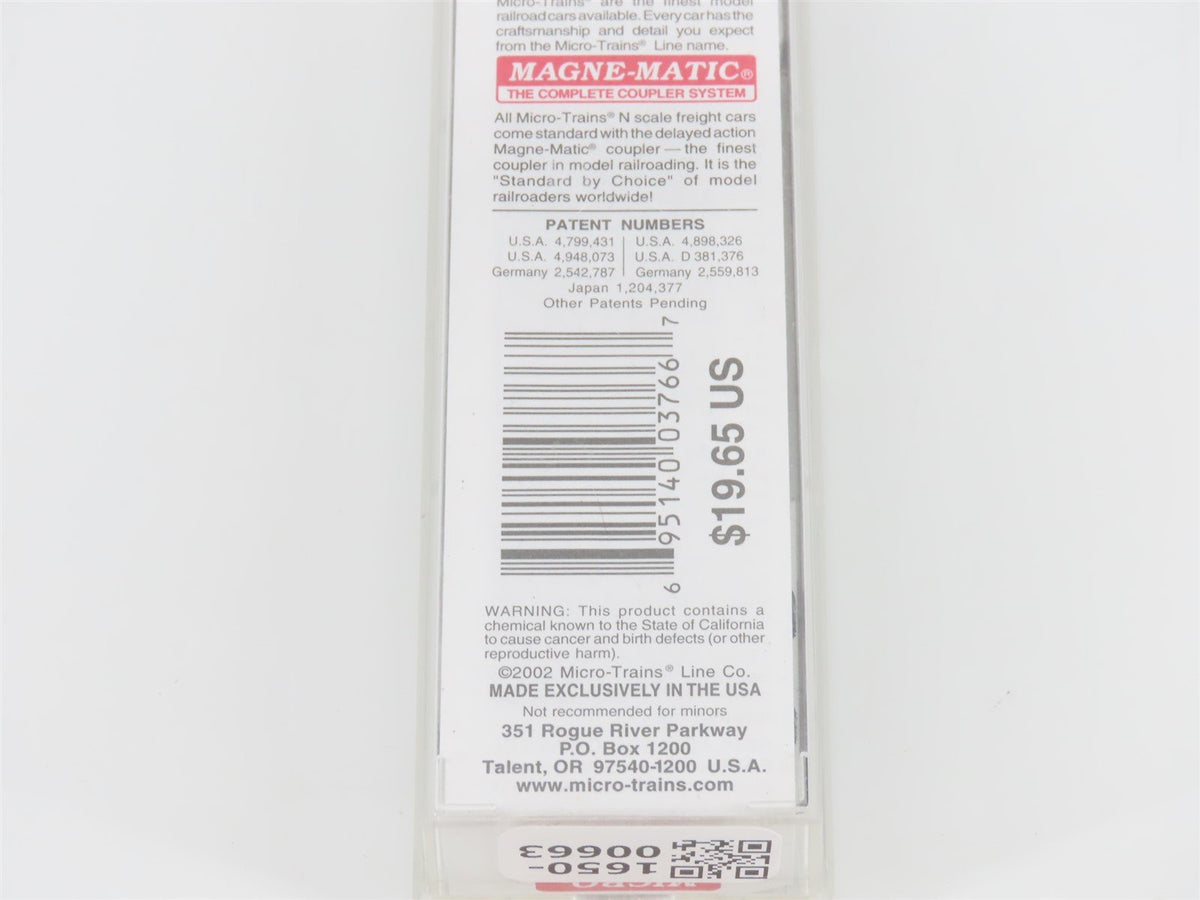 Micro-Trains® are the finest model
railroad cars available. Every car has the
craftsmanship and detail you expect
from the Micro-Trains® Line name.
MAGNE-MATIC®
THE COMPLETE COUPLER SYSTEM
All Micro-Trains® N scale freight cars
come standard with the delayed action
Magne-Matic® coupler — the finest
coupler in model railroading. It is the
"Standard by Choice" of model
railroaders worldwide!
PATENT NUMBERS
U.S.A. 4,799,431 | U.S.A. 4,898,326
U.S.A. 4,948,073 | U.S.A. D 381,376
Germany 2,542,787 | Germany 2,559,813
Japan 1,204,377
Other Patents Pending
6 95140 03766 7
$19.65 US
WARNING: This product contains a
chemical known to the State of California
to cause cancer and birth defects (or other
reproductive harm).
©2002 Micro-Trains® Line Co.
MADE EXCLUSIVELY IN THE USA
Not recommended for minors
351 Rogue River Parkway
P.O. Box 1200
Talent, OR 97540-1200 U.S.A.
www.micro-trains.com
1650-
00663
MICRO